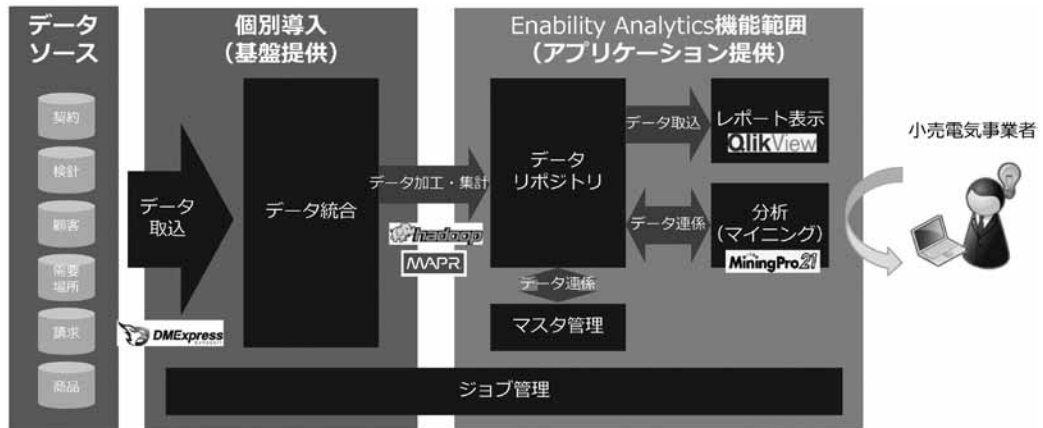 データ
ソース
契約
検針
顧客
需要
場所
請求
商品
個別導入
(基盤提供)
データ
取込
DMExpress
データ統合
データ加工・集計
hadoop
MAPR
Enability Analytics機能範囲
(アプリケーション提供)
データ
リポジトリ
データ取込
レポート表示
QlikView
データ連係
分析
(マイニング)
MiningPro21
データ連係
マスタ管理
ジョブ管理
小売電気事業者